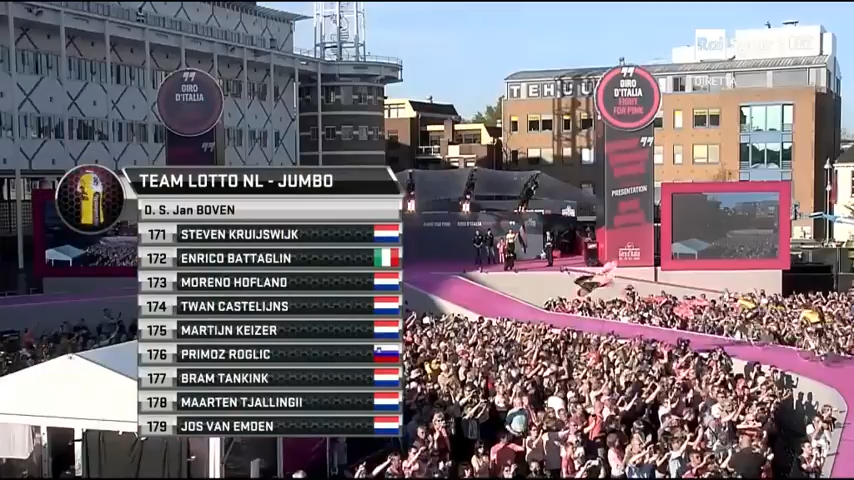 Rai
DIRETTA
GIRO
D'ITALIA
GIRO
D'ITALIA
FIGHT
FOR PINK
TEHUU
PRESENTATION
TEAM LOTTO NL - JUMBO
D. S. Jan BOVEN
171 STEVEN KRUIJSWIJK
172 ENRICO BATTAGLIN
173 MORENO HOFLAND
174 TWAN CASTELIJNS
175 MARTIJN KEIZER
176 PRIMOZ ROGLIC
177 BRAM TANKINK
178 MAARTEN TJALLINGII
179 JOS VAN EMDEN